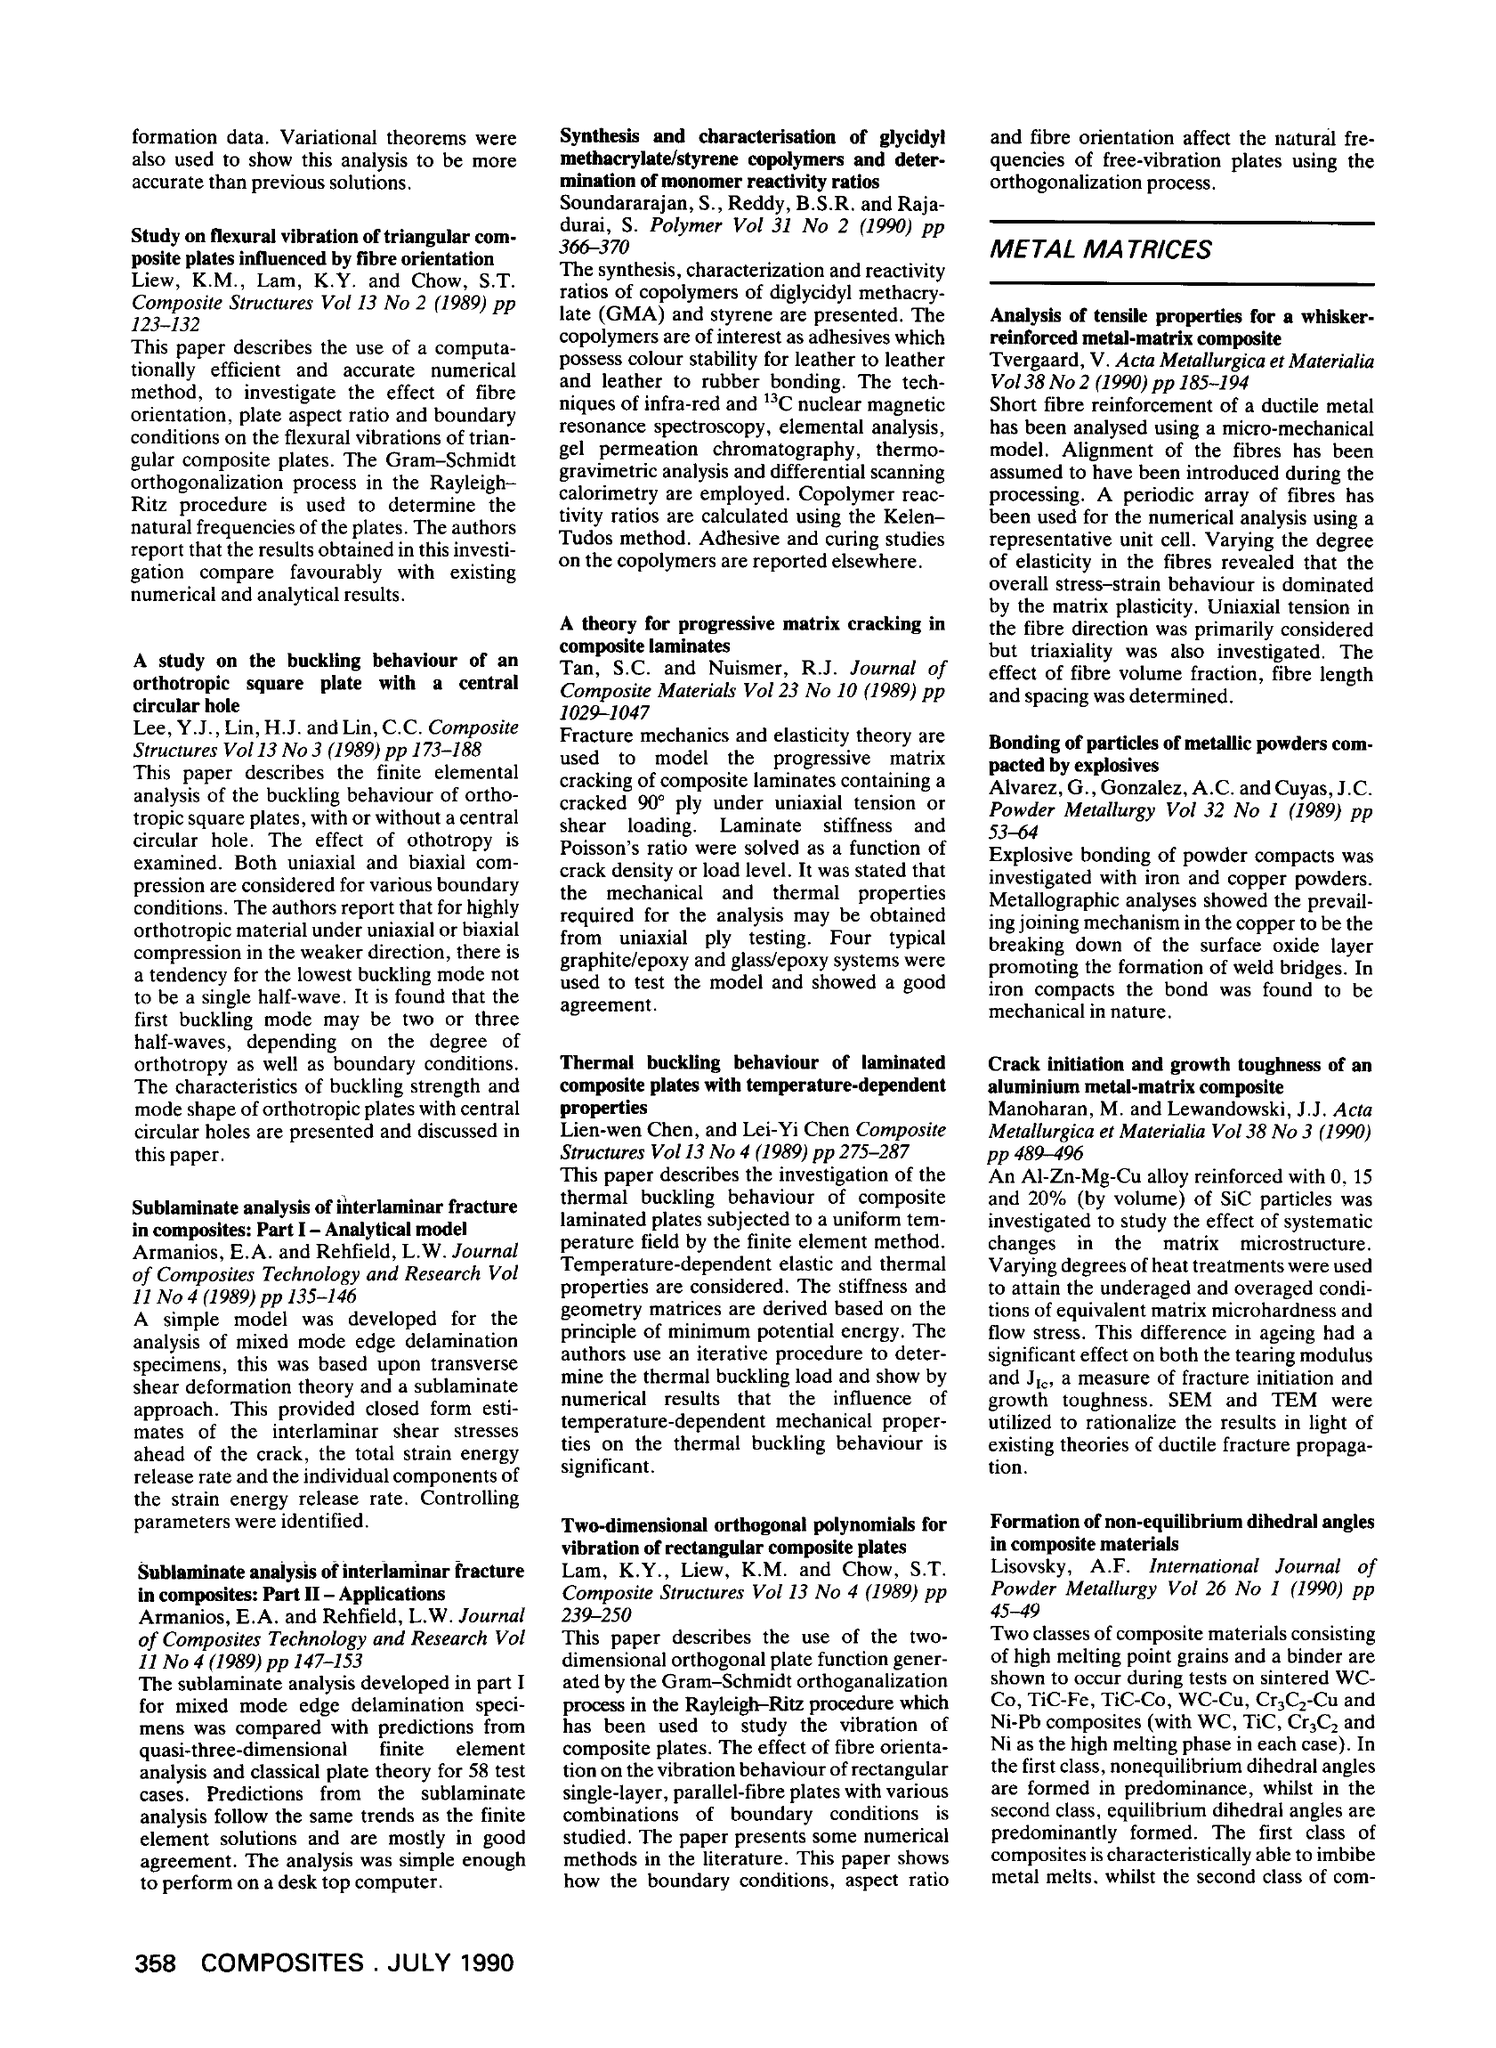 formation data. Variational theorems were
also used to show this analysis to be more
accurate than previous solutions.
Study on flexural vibration of triangular com-
posite plates influenced by fibre orientation
Liew, K.M., Lam, K.Y. and Chow, S.T.
Composite Structures Vol 13 No 2 (1989) pp
123–132
This paper describes the use of a computa-
tionally efficient and accurate numerical
method, to investigate the effect of fibre
orientation, plate aspect ratio and boundary
conditions on the flexural vibrations of trian-
gular composite plates. The Gram–Schmidt
orthogonalization process in the Rayleigh–
Ritz procedure is used to determine the
natural frequencies of the plates. The authors
report that the results obtained in this investi-
gation compare favourably with existing
numerical and analytical results.
A study on the buckling behaviour of an
orthotropic square plate with a central
circular hole
Lee, Y.J., Lin, H.J. and Lin, C.C. Composite
Structures Vol 13 No 3 (1989) pp 173–188
This paper describes the finite elemental
analysis of the buckling behaviour of ortho-
tropic square plates, with or without a central
circular hole. The effect of othotropy is
examined. Both uniaxial and biaxial com-
pression are considered for various boundary
conditions. The authors report that for highly
orthotropic material under uniaxial or biaxial
compression in the weaker direction, there is
a tendency for the lowest buckling mode not
to be a single half-wave. It is found that the
first buckling mode may be two or three
half-waves, depending on the degree of
orthotropy as well as boundary conditions.
The characteristics of buckling strength and
mode shape of orthotropic plates with central
circular holes are presented and discussed in
this paper.
Sublaminate analysis of interlaminar fracture
in composites: Part I – Analytical model
Armanios, E.A. and Rehfield, L.W. Journal
of Composites Technology and Research Vol
11 No 4 (1989) pp 135–146
A simple model was developed for the
analysis of mixed mode edge delamination
specimens, this was based upon transverse
shear deformation theory and a sublaminate
approach. This provided closed form esti-
mates of the interlaminar shear stresses
ahead of the crack, the total strain energy
release rate and the individual components of
the strain energy release rate. Controlling
parameters were identified.
Sublaminate analysis of interlaminar fracture
in composites: Part II – Applications
Armanios, E.A. and Rehfield, L.W. Journal
of Composites Technology and Research Vol
11 No 4 (1989) pp 147–153
The sublaminate analysis developed in part I
for mixed mode edge delamination speci-
mens was compared with predictions from
quasi-three-dimensional finite element
analysis and classical plate theory for 58 test
cases. Predictions from the sublaminate
analysis follow the same trends as the finite
element solutions and are mostly in good
agreement. The analysis was simple enough
to perform on a desk top computer.
Synthesis and characterisation of glycidyl
methacrylate/styrene copolymers and deter-
mination of monomer reactivity ratios
Soundararajan, S., Reddy, B.S.R. and Raja-
durai, S. Polymer Vol 31 No 2 (1990) pp
366–370
The synthesis, characterization and reactivity
ratios of copolymers of diglycidyl methacry-
late (GMA) and styrene are presented. The
copolymers are of interest as adhesives which
possess colour stability for leather to leather
and leather to rubber bonding. The tech-
niques of infra-red and ¹³C nuclear magnetic
resonance spectroscopy, elemental analysis,
gel permeation chromatography, thermo-
gravimetric analysis and differential scanning
calorimetry are employed. Copolymer reac-
tivity ratios are calculated using the Kelen–
Tudos method. Adhesive and curing studies
on the copolymers are reported elsewhere.
A theory for progressive matrix cracking in
composite laminates
Tan, S.C. and Nuismer, R.J. Journal of
Composite Materials Vol 23 No 10 (1989) pp
1029–1047
Fracture mechanics and elasticity theory are
used to model the progressive matrix
cracking of composite laminates containing a
cracked 90° ply under uniaxial tension or
shear loading. Laminate stiffness and
Poisson's ratio were solved as a function of
crack density or load level. It was stated that
the mechanical and thermal properties
required for the analysis may be obtained
from uniaxial ply testing. Four typical
graphite/epoxy and glass/epoxy systems were
used to test the model and showed a good
agreement.
Thermal buckling behaviour of laminated
composite plates with temperature-dependent
properties
Lien-wen Chen, and Lei-Yi Chen Composite
Structures Vol 13 No 4 (1989) pp 275–287
This paper describes the investigation of the
thermal buckling behaviour of composite
laminated plates subjected to a uniform tem-
perature field by the finite element method.
Temperature-dependent elastic and thermal
properties are considered. The stiffness and
geometry matrices are derived based on the
principle of minimum potential energy. The
authors use an iterative procedure to deter-
mine the thermal buckling load and show by
numerical results that the influence of
temperature-dependent mechanical proper-
ties on the thermal buckling behaviour is
significant.
Two-dimensional orthogonal polynomials for
vibration of rectangular composite plates
Lam, K.Y., Liew, K.M. and Chow, S.T.
Composite Structures Vol 13 No 4 (1989) pp
239–250
This paper describes the use of the two-
dimensional orthogonal plate function gener-
ated by the Gram–Schmidt orthoganalization
process in the Rayleigh–Ritz procedure which
has been used to study the vibration of
composite plates. The effect of fibre orienta-
tion on the vibration behaviour of rectangular
single-layer, parallel-fibre plates with various
combinations of boundary conditions is
studied. The paper presents some numerical
methods in the literature. This paper shows
how the boundary conditions, aspect ratio
and fibre orientation affect the natural fre-
quencies of free-vibration plates using the
orthogonalization process.
METAL MATRICES
Analysis of tensile properties for a whisker-
reinforced metal-matrix composite
Tvergaard, V. Acta Metallurgica et Materialia
Vol 38 No 2 (1990) pp 185–194
Short fibre reinforcement of a ductile metal
has been analysed using a micro-mechanical
model. Alignment of the fibres has been
assumed to have been introduced during the
processing. A periodic array of fibres has
been used for the numerical analysis using a
representative unit cell. Varying the degree
of elasticity in the fibres revealed that the
overall stress–strain behaviour is dominated
by the matrix plasticity. Uniaxial tension in
the fibre direction was primarily considered
but triaxiality was also investigated. The
effect of fibre volume fraction, fibre length
and spacing was determined.
Bonding of particles of metallic powders com-
pacted by explosives
Alvarez, G., Gonzalez, A.C. and Cuyas, J.C.
Powder Metallurgy Vol 32 No 1 (1989) pp
53–64
Explosive bonding of powder compacts was
investigated with iron and copper powders.
Metallographic analyses showed the prevail-
ing joining mechanism in the copper to be the
breaking down of the surface oxide layer
promoting the formation of weld bridges. In
iron compacts the bond was found to be
mechanical in nature.
Crack initiation and growth toughness of an
aluminium metal-matrix composite
Manoharan, M. and Lewandowski, J.J. Acta
Metallurgica et Materialia Vol 38 No 3 (1990)
pp 489–496
An Al-Zn-Mg-Cu alloy reinforced with 0, 15
and 20% (by volume) of SiC particles was
investigated to study the effect of systematic
changes in the matrix microstructure.
Varying degrees of heat treatments were used
to attain the underaged and overaged condi-
tions of equivalent matrix microhardness and
flow stress. This difference in ageing had a
significant effect on both the tearing modulus
and J_Ic, a measure of fracture initiation and
growth toughness. SEM and TEM were
utilized to rationalize the results in light of
existing theories of ductile fracture propaga-
tion.
Formation of non-equilibrium dihedral angles
in composite materials
Lisovsky, A.F. International Journal of
Powder Metallurgy Vol 26 No 1 (1990) pp
45–49
Two classes of composite materials consisting
of high melting point grains and a binder are
shown to occur during tests on sintered WC-
Co, TiC-Fe, TiC-Co, WC-Cu, Cr₃C₂-Cu and
Ni-Pb composites (with WC, TiC, Cr₃C₂ and
Ni as the high melting phase in each case). In
the first class, nonequilibrium dihedral angles
are formed in predominance, whilst in the
second class, equilibrium dihedral angles are
predominantly formed. The first class of
composites is characteristically able to imbibe
metal melts, whilst the second class of com-
358 COMPOSITES . JULY 1990